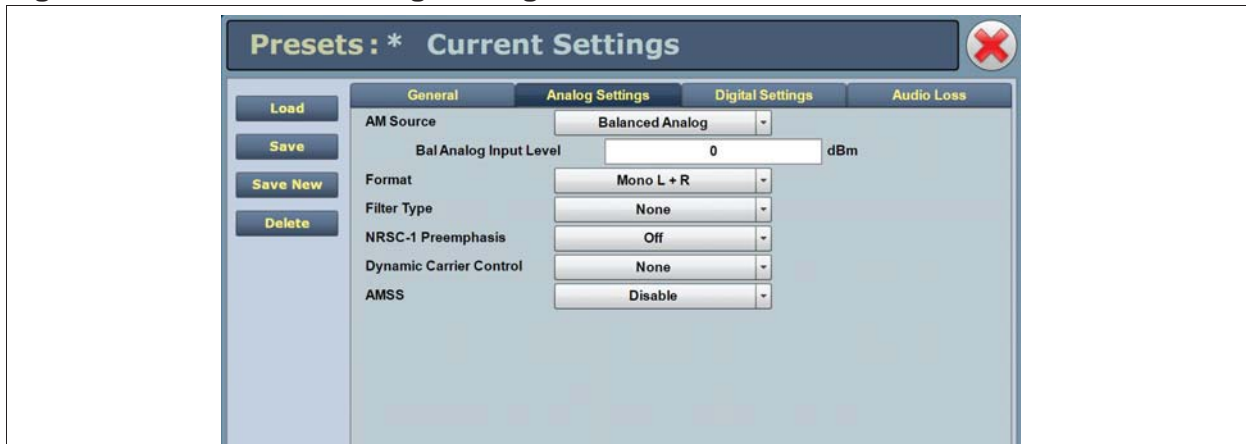 Presets: * Current Settings
Load
Save
Save New
Delete
General Analog Settings Digital Settings Audio Loss
AM Source Balanced Analog
Bal Analog Input Level 0 dBm
Format Mono L + R
Filter Type None
NRSC-1 Preemphasis Off
Dynamic Carrier Control None
AMSS Disable